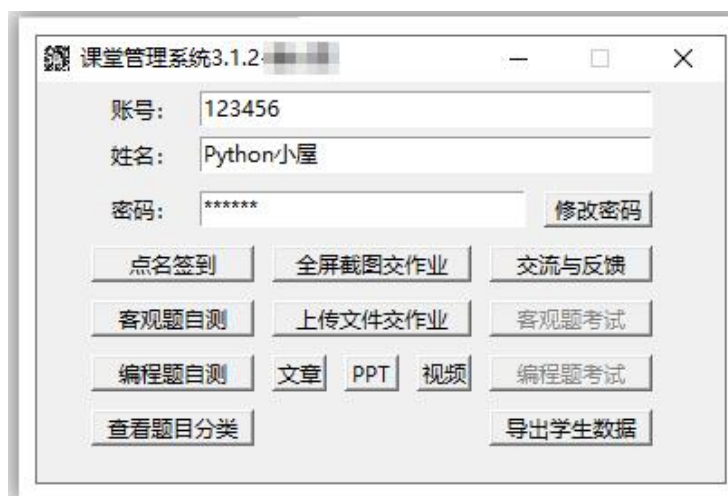 课堂管理系统3.1.2-
账号: 123456
姓名: Python小屋
密码: ****** 修改密码
点名签到 全屏截图交作业 交流与反馈
客观题自测 上传文件交作业 客观题考试
编程题自测 文章 PPT 视频 编程题考试
查看题目分类 导出学生数据